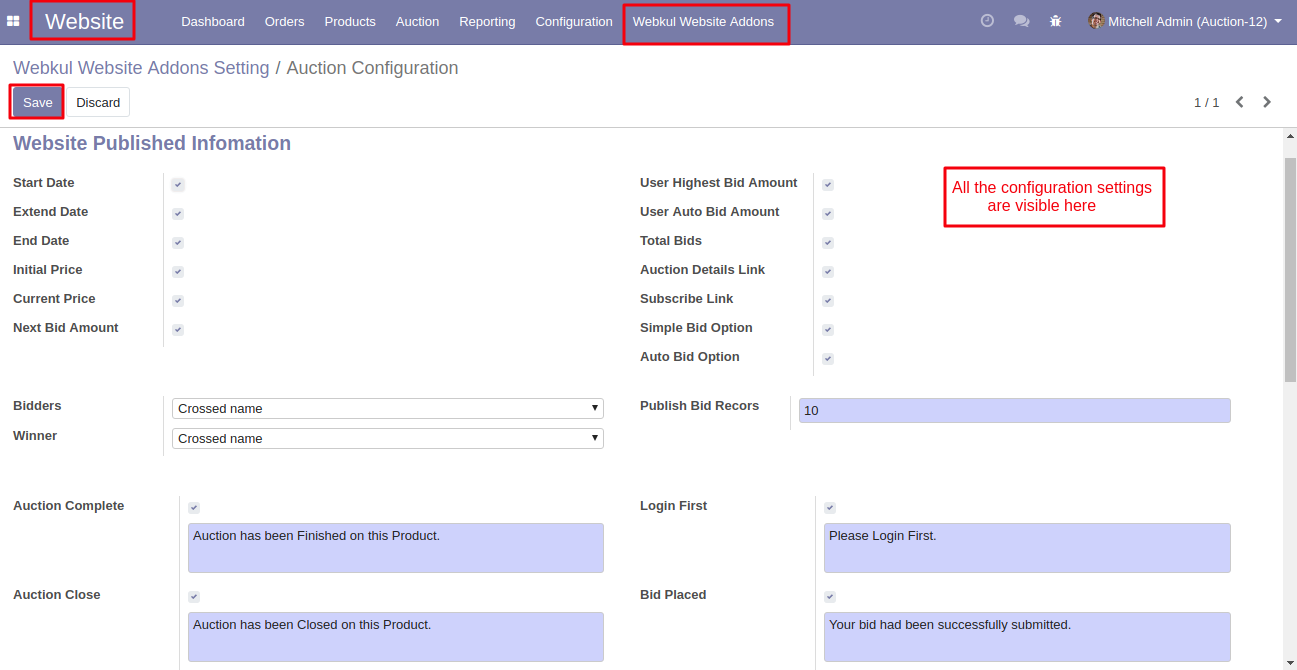 Website Dashboard Orders Products Auction Reporting Configuration Webkul Website Addons Mitchell Admin (Auction-12)
Webkul Website Addons Setting / Auction Configuration
Save Discard 1 / 1
Website Published Infomation
Start Date
Extend Date
End Date
Initial Price
Current Price
Next Bid Amount
User Highest Bid Amount
User Auto Bid Amount
Total Bids
Auction Details Link
Subscribe Link
Simple Bid Option
Auto Bid Option
All the configuration settings
are visible here
Bidders Crossed name
Winner Crossed name
Publish Bid Recors 10
Auction Complete
Auction has been Finished on this Product.
Auction Close
Auction has been Closed on this Product.
Login First
Please Login First.
Bid Placed
Your bid had been successfully submitted.